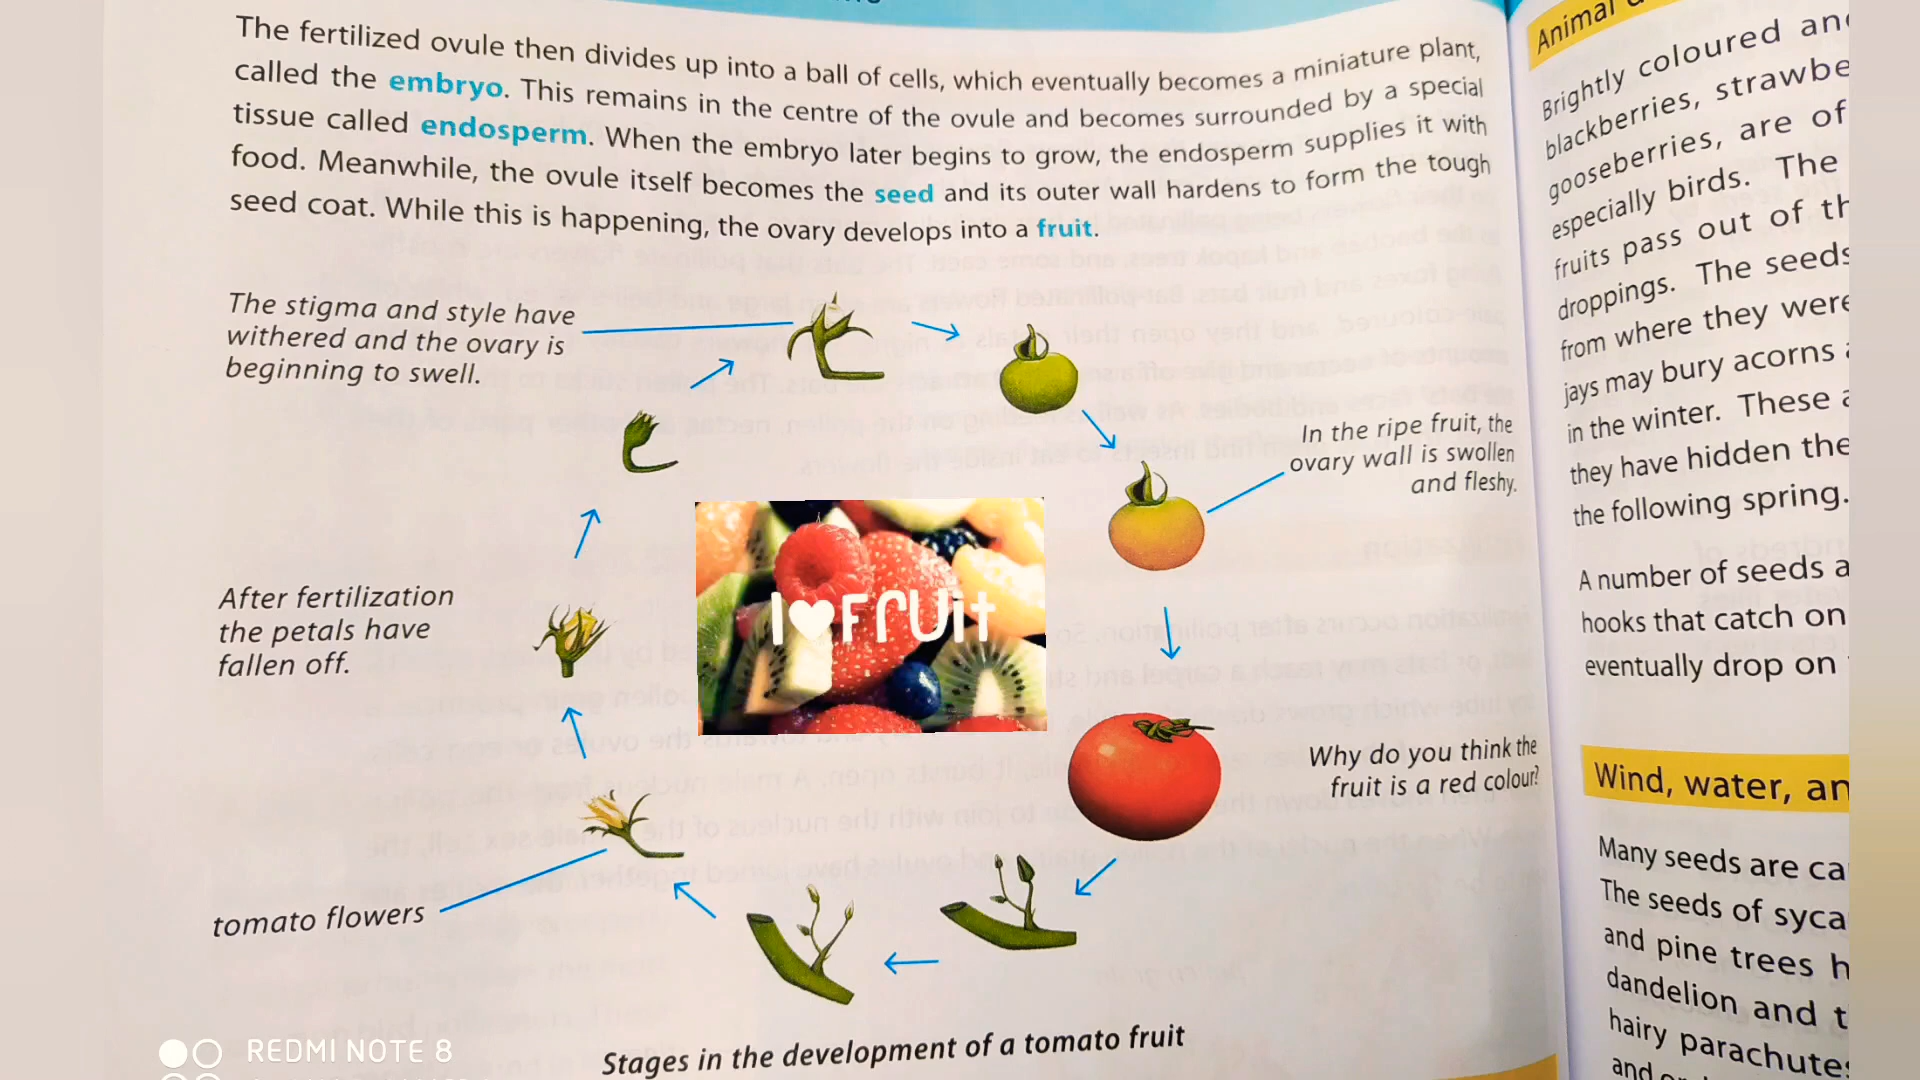 The fertilized ovule then divides up into a ball of cells, which eventually becomes a miniature plant,
called the embryo. This remains in the centre of the ovule and becomes surrounded by a special
tissue called endosperm. When the embryo later begins to grow, the endosperm supplies it with
food. Meanwhile, the ovule itself becomes the seed and its outer wall hardens to form the tough
seed coat. While this is happening, the ovary develops into a fruit.
The stigma and style have
withered and the ovary is
beginning to swell.
In the ripe fruit, the
ovary wall is swollen
and fleshy.
After fertilization
the petals have
fallen off.
I ♥ FRUit
Why do you think the
fruit is a red colour?
tomato flowers
Stages in the development of a tomato fruit
REDMI NOTE 8
Animal
Brightly coloured
blackberries,
gooseberries, are of
especially birds. The
fruits pass out of
droppings. The seeds
from where they were
jays may bury acorns
in the winter. These
they have hidden the
the following spring.
A number of seeds
hooks that catch on
eventually drop on
Wind, water,
Many seeds are
The seeds of
and pine trees
dandelion and
hairy
and